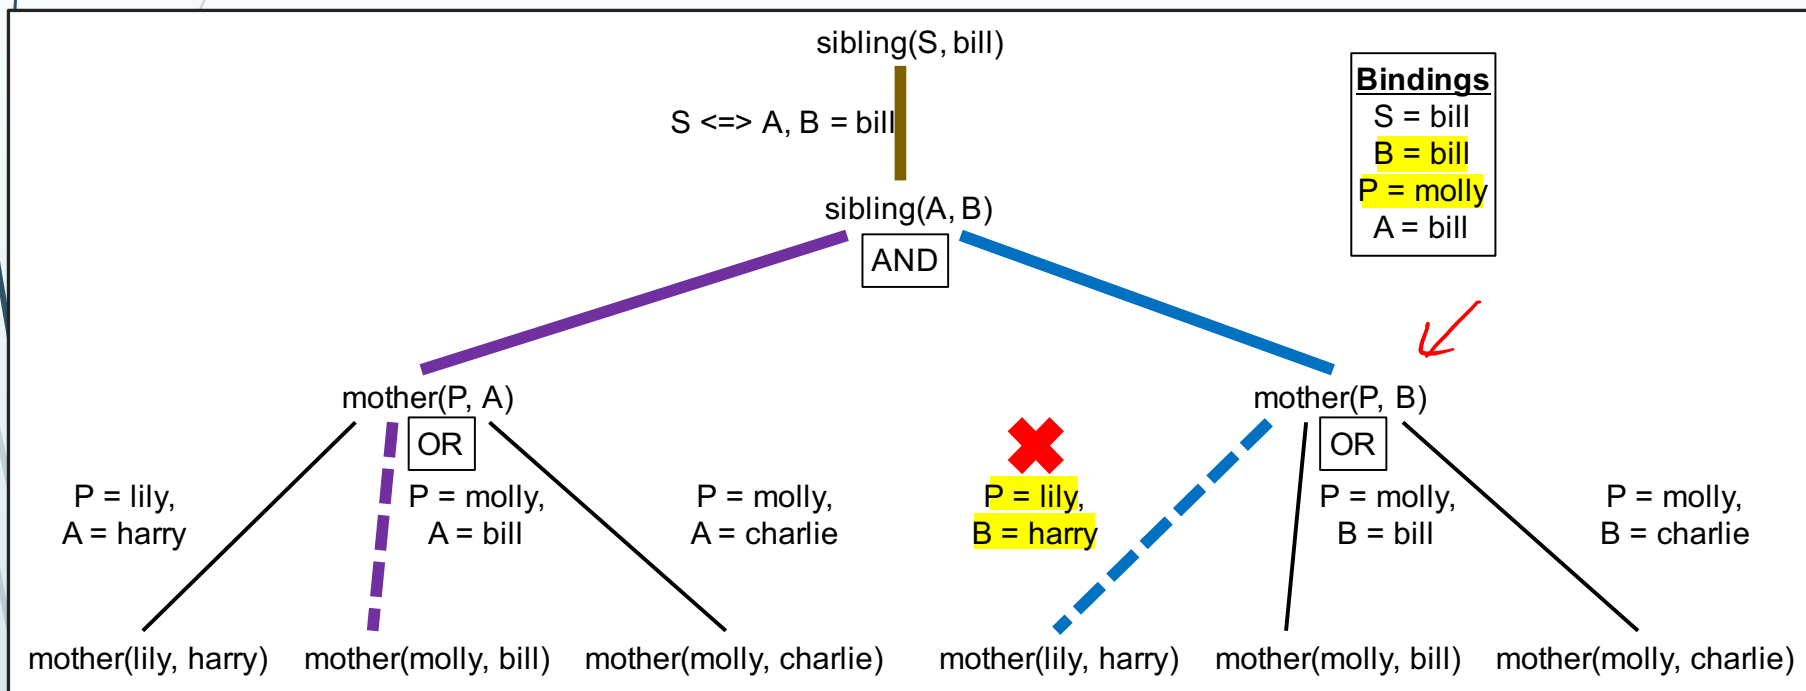 sibling(S, bill)
S <=> A, B = bill
Bindings
S = bill
B = bill
P = molly
A = bill
sibling(A, B)
AND
mother(P, A)
OR
mother(P, B)
OR
P = lily,
A = harry
P = molly,
A = bill
P = molly,
A = charlie
P = lily,
B = harry
P = molly,
B = bill
P = molly,
B = charlie
mother(lily, harry)
mother(molly, bill)
mother(molly, charlie)
mother(lily, harry)
mother(molly, bill)
mother(molly, charlie)